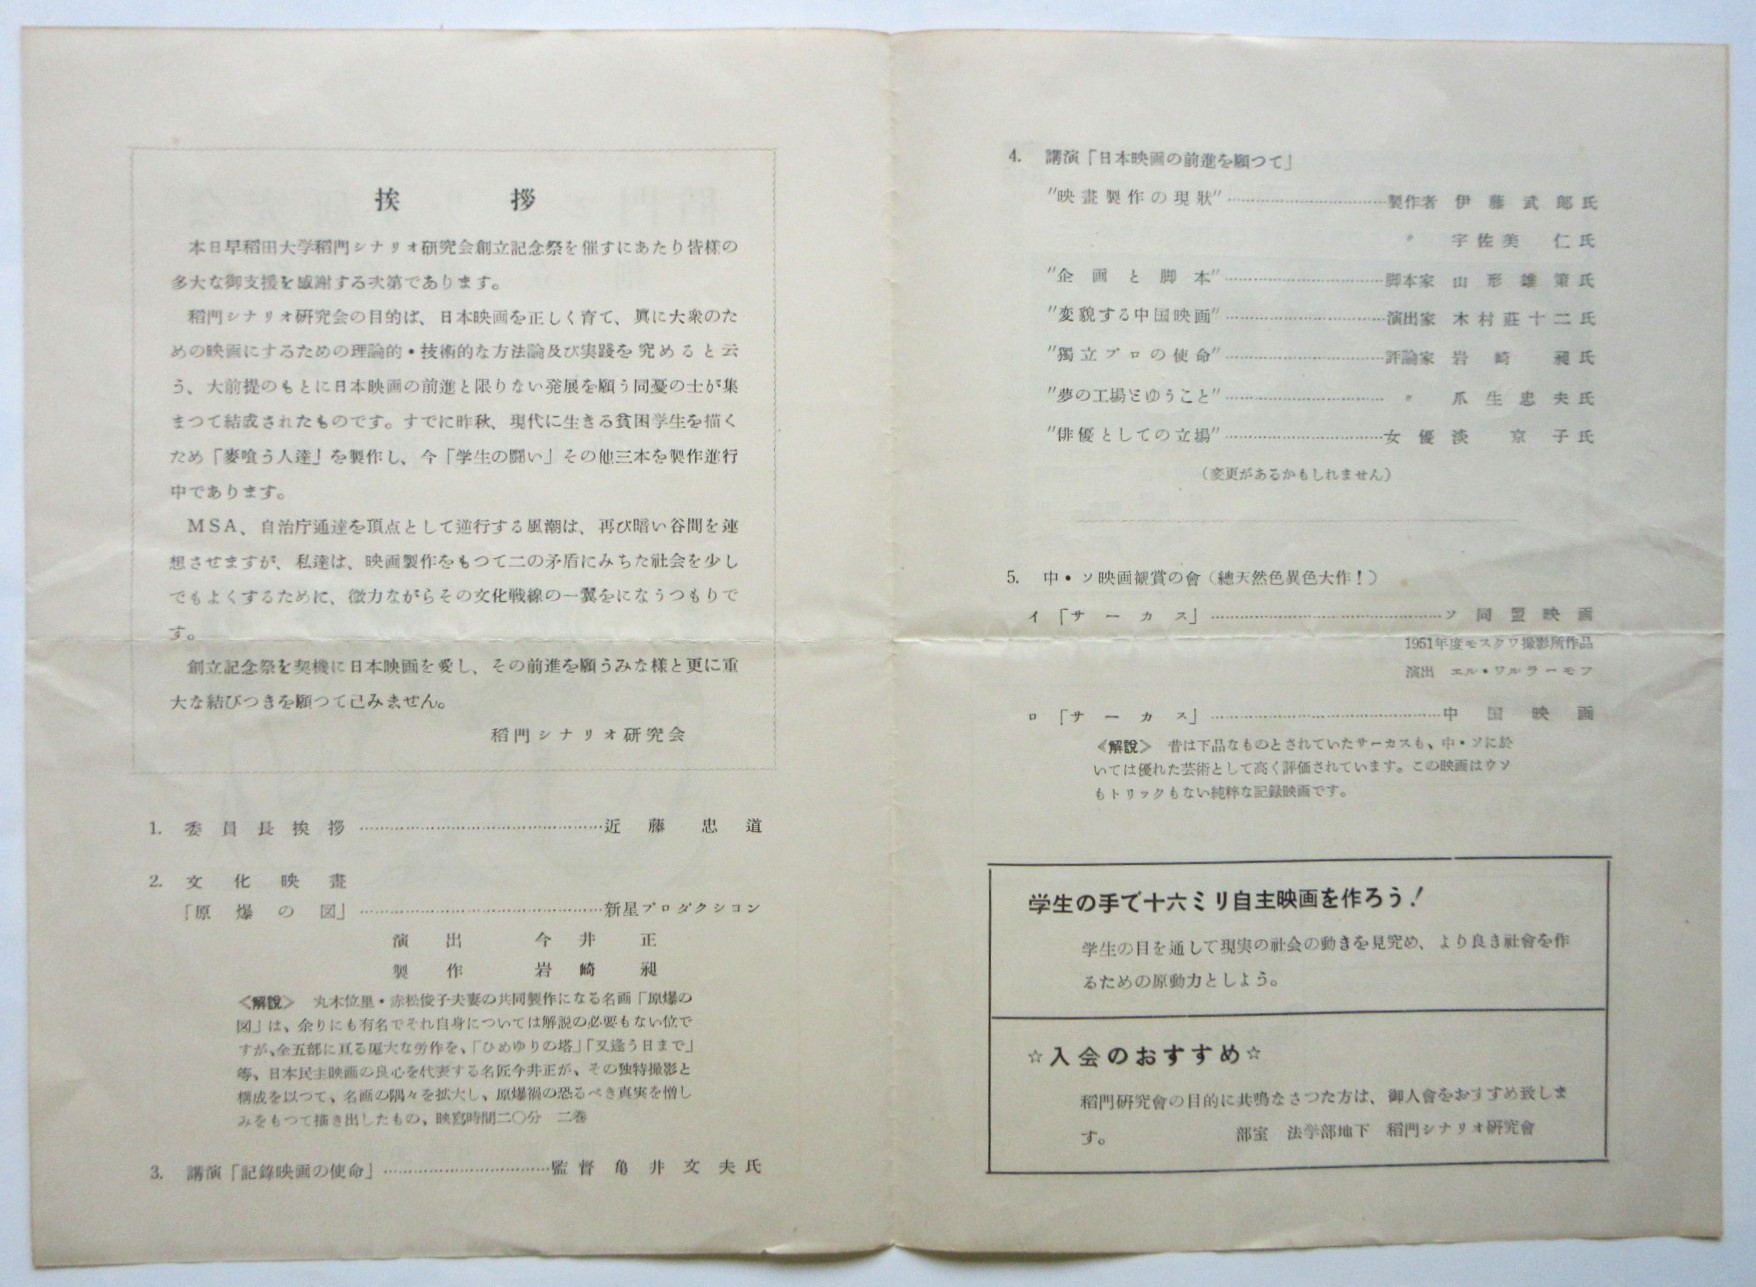 挨拶
本日早稲田大学稻門シナリオ研究会創立記念祭を催すにあたり皆様の
多大な御支援を感謝する次第であります。
稻門シナリオ研究会の目的ば、日本映画を正しく育て、眞に大衆のた
めの映画にするための理論的・技術的な方法論及び実践を究めると云
う、大前提のもとに日本映画の前進と限りない発展を願う同憂の士が集
まつて結成されたものです。すでに昨秋、現代に生きる貧困学生を描く
ため「麥喰う人達」を製作し、今「学生の闘い」その他三本を製作進行
中であります。
MSA、自治庁通達を頂点として逆行する風潮は、再び暗い谷間を連
想させますが、私達は、映画製作をもつて二の矛盾にみちた社会を少し
でもよくするために、微力ながらその文化戦線の一翼をになうつもりで
す。
創立記念祭を契機に日本映画を愛し、その前進を願うみな様と更に重
大な結びつきを願つて已みません。
稻門シナリオ研究会
1. 委員長挨拶……………………近藤忠道
2. 文化映畫
「原爆の図」……………………新星プロダクション
演出 今井正
製作 岩崎昶
≪解説≫ 丸木位里・赤松俊子夫妻の共同製作になる名画「原爆の
図」は、余りにも有名でそれ自身については解説の必要もない位で
すが、全五部に亘る厖大な労作を、「ひめゆりの塔」「又逢う日まで」
等、日本民主映画の良心を代表する名匠今井正が、その独特撮影と
構成を以つて、名画の隅々を拡大し、原爆禍の恐るべき真実を憎し
みをもつて描き出したもの、映寫時間二〇分 二巻
3. 講演「記錄映画の使命」……………監督 亀井文夫氏
4. 講演「日本映画の前進を願つて」
"映畫製作の現狀"……………製作者 伊藤武郎氏
〃 宇佐美仁氏
"企画と脚本"……………脚本家 山形雄策氏
"変貌する中国映画"……………演出家 木村莊十二氏
"獨立プロの使命"……………評論家 岩崎昶氏
"夢の工場とゆうこと"……………〃 爪生忠夫氏
"俳優としての立場"……………女優 淡京子氏
（変更があるかもしれません）
5. 中・ソ映画観賞の會（總天然色異色大作！）
イ「サーカス」……………………ソ同盟映画
1951年度モスクワ撮影所作品
演出 エル・ワルラーモフ
ロ「サーカス」……………………中国映画
≪解說≫ 昔は下品なものとされていたサーカスも、中・ソに於
いては優れた芸術として高く評価されています。この映画はウソ
もトリックもない純粋な記録映画です。
学生の手で十六ミリ自主映画を作ろう！
学生の目を通して現実の社会の動きを見究め、より良き社會を作
るための原動力としよう。
☆入会のおすすめ☆
稻門研究會の目的に共鳴なさつた方は、御人會をおすすめ致しま
す。 部室 法学部地下 稻門シナリオ研究會